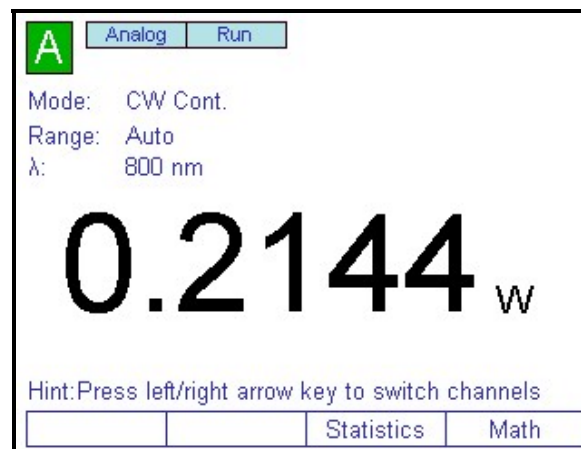 A Analog Run
Mode: CW Cont.
Range: Auto
λ: 800 nm
0.2144 W
Hint:Press left/right arrow key to switch channels
Statistics Math